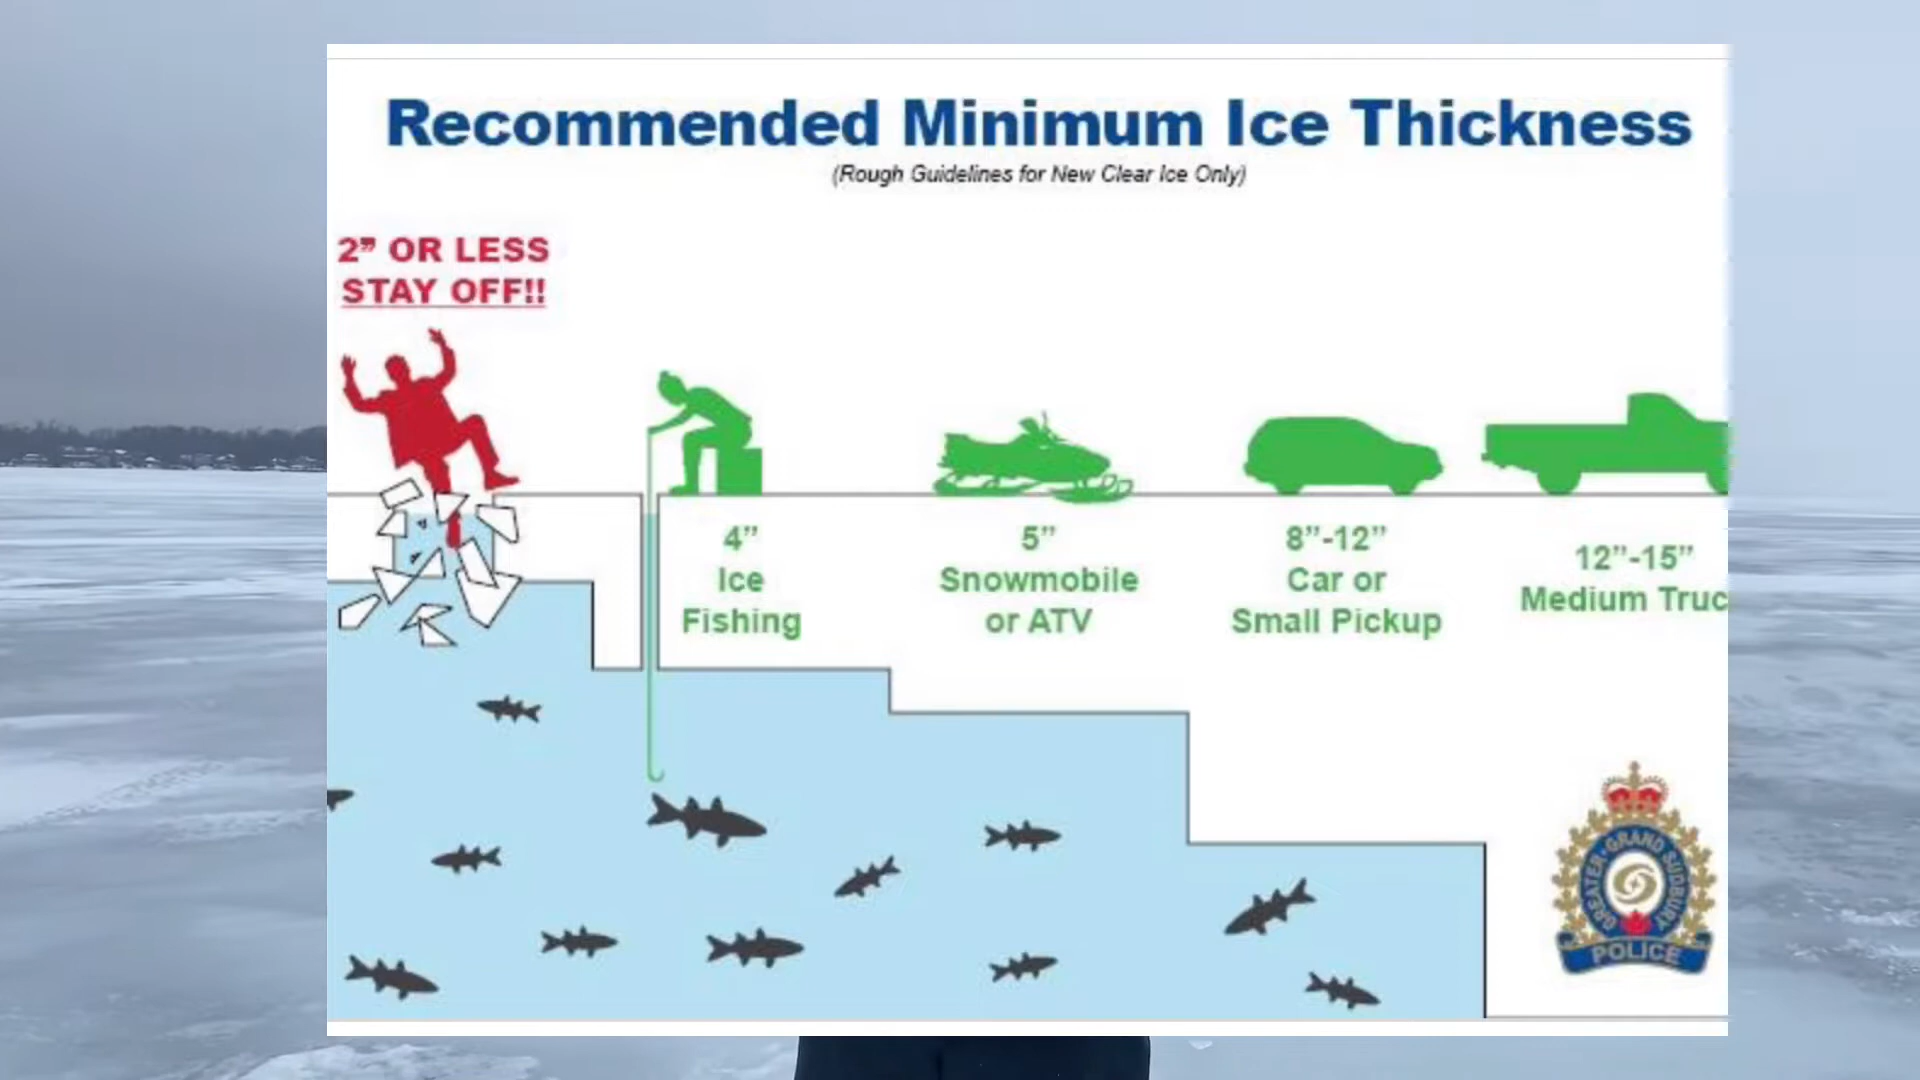 Recommended Minimum Ice Thickness
(Rough Guidelines for New Clear Ice Only)
2” OR LESS
STAY OFF!!
4”
Ice
Fishing
5”
Snowmobile
or ATV
8”-12”
Car or
Small Pickup
12”-15”
Medium Truc
GREATER · GRAND SUDBURY
POLICE